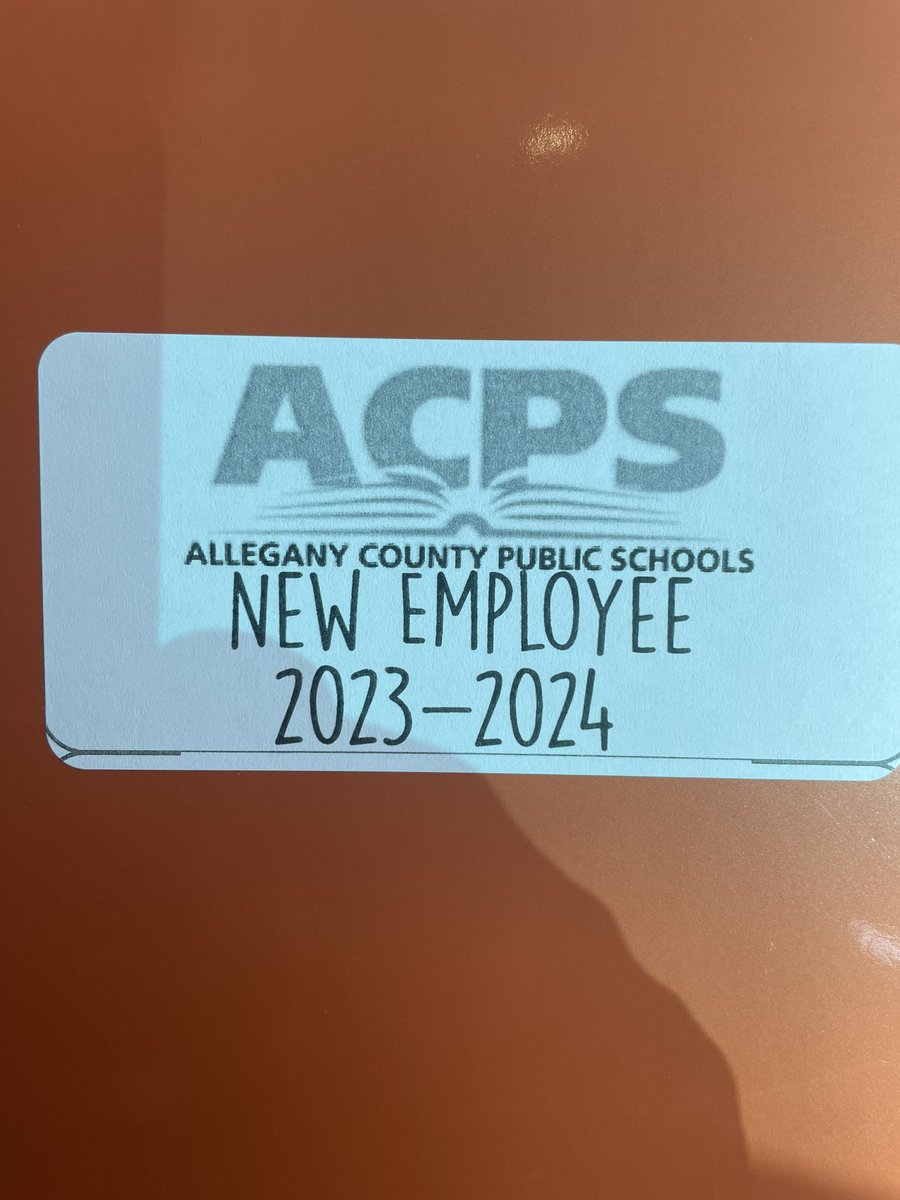 ACPS
ALLEGANY COUNTY PUBLIC SCHOOLS
NEW EMPLOYEE
2023-2024